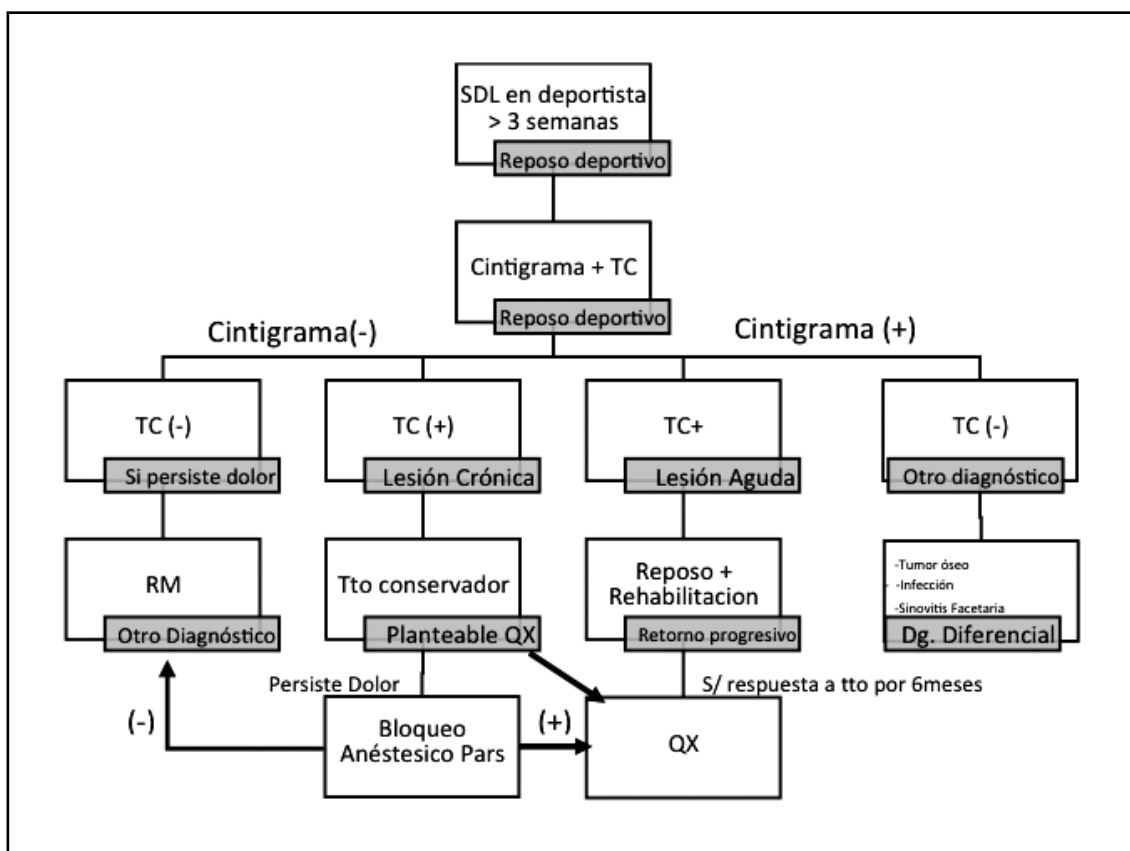 SDL en deportista
> 3 semanas
Reposo deportivo
Cintigrama + TC
Reposo deportivo
Cintigrama(-)
Cintigrama (+)
TC (-)
Si persiste dolor
TC (+)
Lesión Crónica
TC+
Lesión Aguda
TC (-)
Otro diagnóstico
RM
Otro Diagnóstico
Tto conservador
Planteable QX
Reposo +
Rehabilitacion
Retorno progresivo
-Tumor óseo
-Infección
-Sinovitis Facetaria
Dg. Diferencial
Persiste Dolor
S/ respuesta a tto por 6meses
(-)
Bloqueo
Anéstesico Pars
(+)
QX